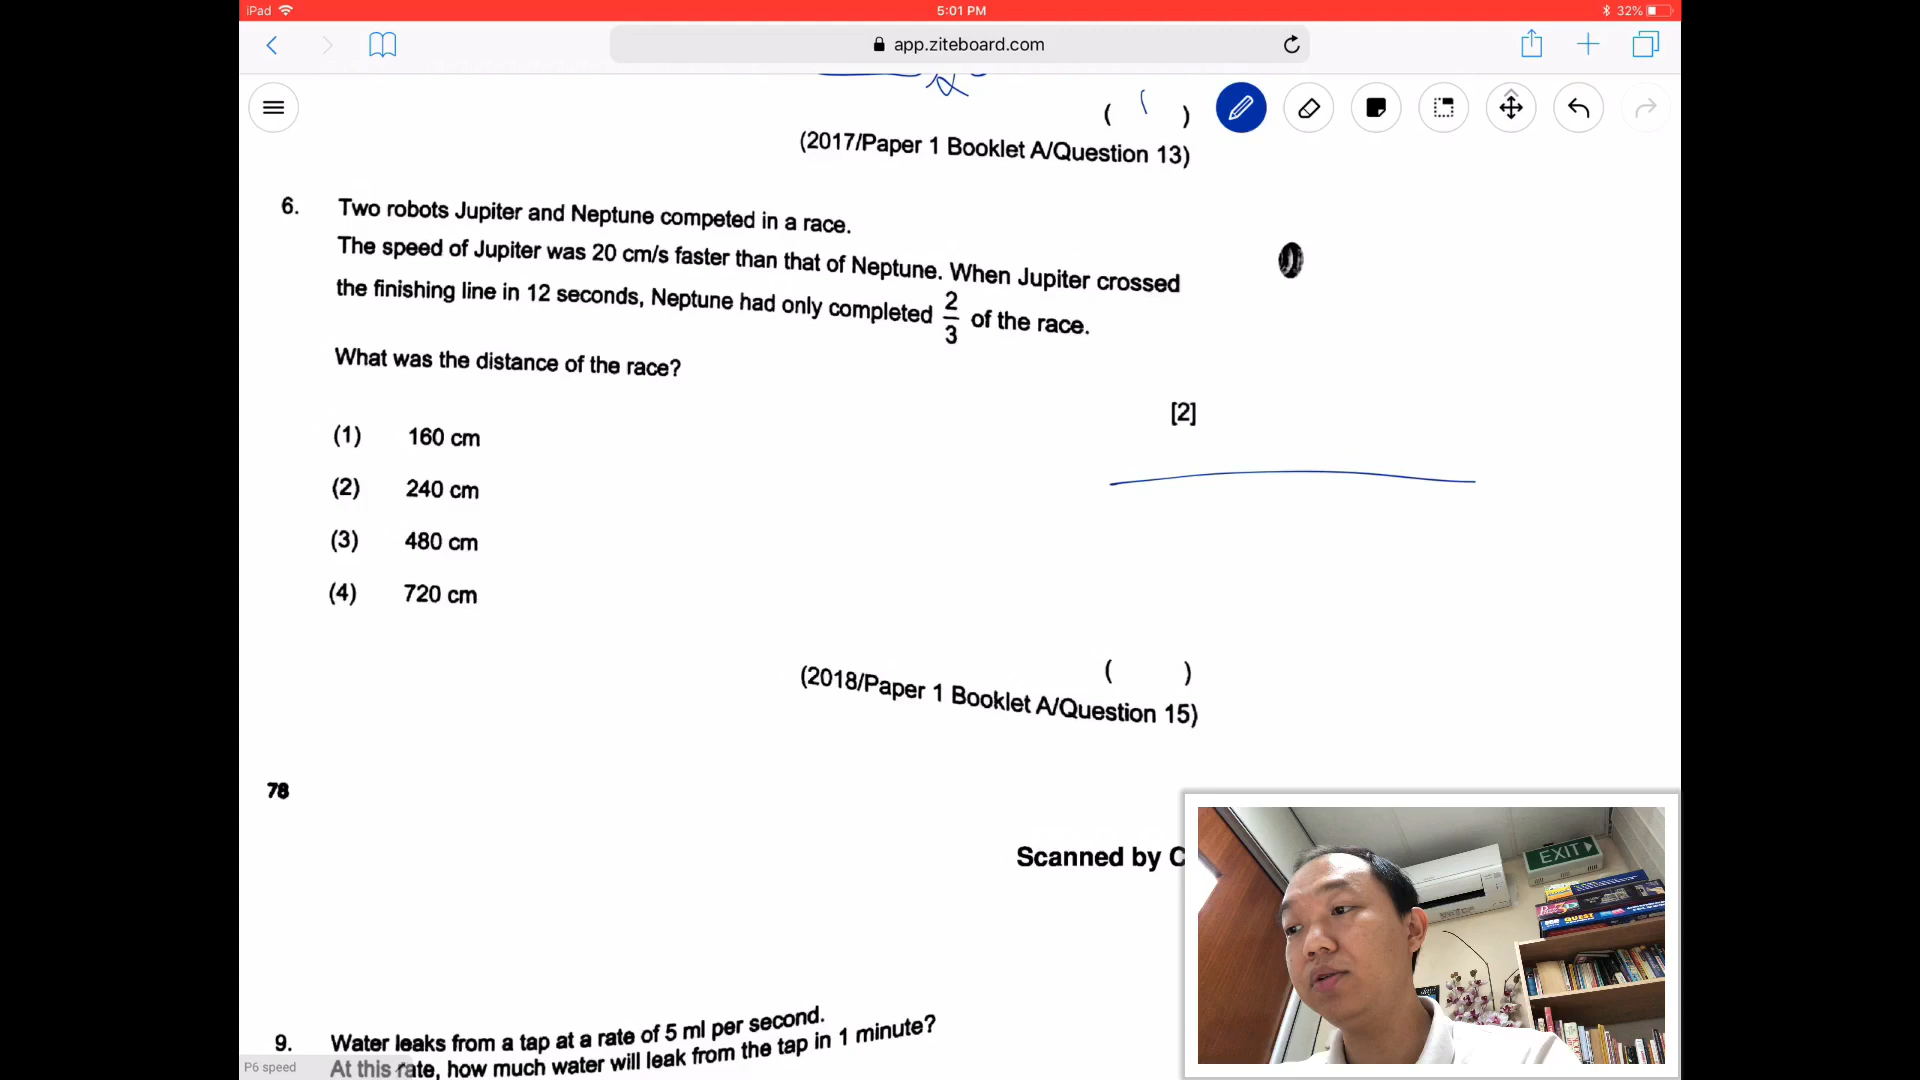 iPad
5:01 PM
32%
app.ziteboard.com
( )
(2017/Paper 1 Booklet A/Question 13)
6. Two robots Jupiter and Neptune competed in a race.
The speed of Jupiter was 20 cm/s faster than that of Neptune. When Jupiter crossed
the finishing line in 12 seconds, Neptune had only completed 2/3 of the race.
What was the distance of the race?
[2]
(1) 160 cm
(2) 240 cm
(3) 480 cm
(4) 720 cm
( )
(2018/Paper 1 Booklet A/Question 15)
78
Scanned by C
EXIT
QUEST
9. Water leaks from a tap at a rate of 5 ml per second.
At this rate, how much water will leak from the tap in 1 minute?
P6 speed